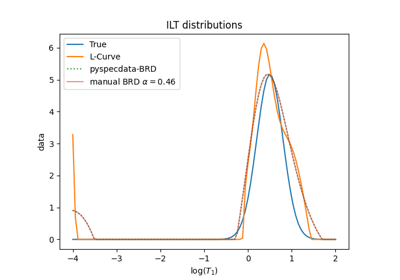 ILT distributions
True
L-Curve
pyspecdata-BRD
manual BRD α = 0.46
data
6
5
4
3
2
1
0
−4
−3
−2
−1
0
1
2
log(T₁)